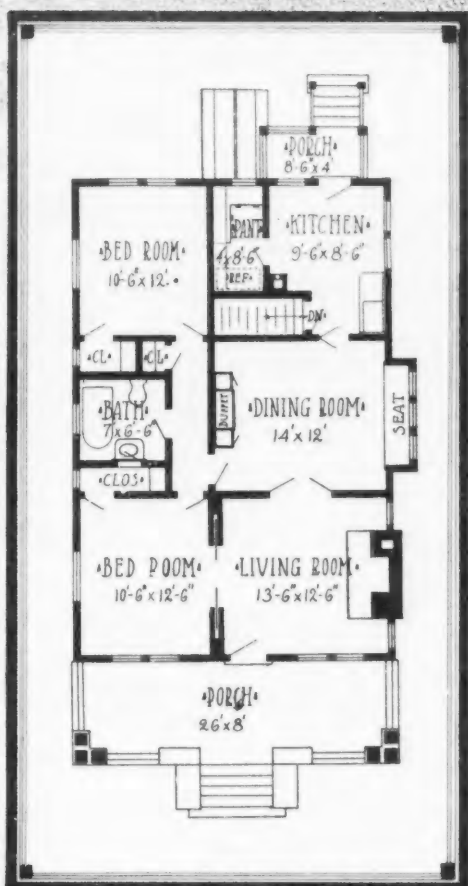 PORCH
8'-6"x4'
PANT
4'x8'-6"
REF.
KITCHEN
9'-6"x8'-6"
BED ROOM
10'-6"x12'
DN
CL
CL
BATH
7'x6'-6"
BUFFET
DINING ROOM
14'x12'
SEAT
CLOS
BED ROOM
10'-6"x12'-6"
LIVING ROOM
13'-6"x12'-6"
PORCH
26'x8'